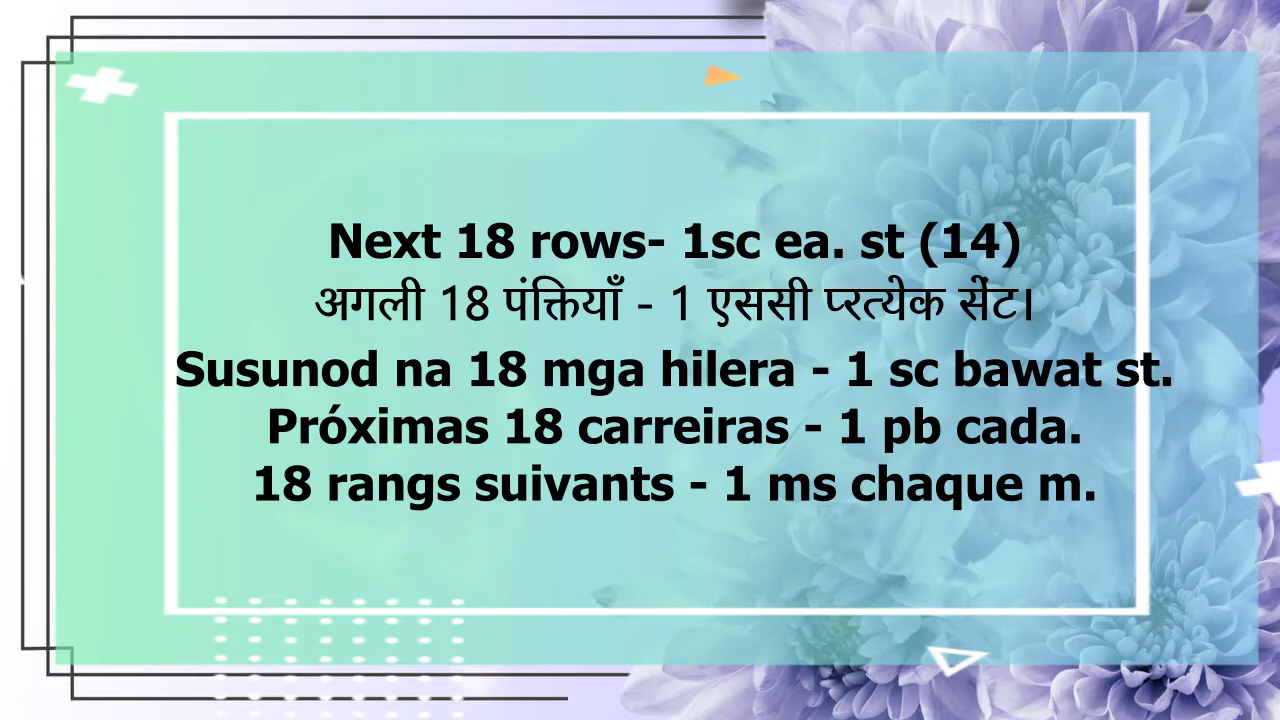 Next 18 rows- 1sc ea. st (14)
अगली 18 पंक्तियाँ - 1 एससी प्रत्येक सेंट।
Susunod na 18 mga hilera - 1 sc bawat st.
Próximas 18 carreiras - 1 pb cada.
18 rangs suivants - 1 ms chaque m.